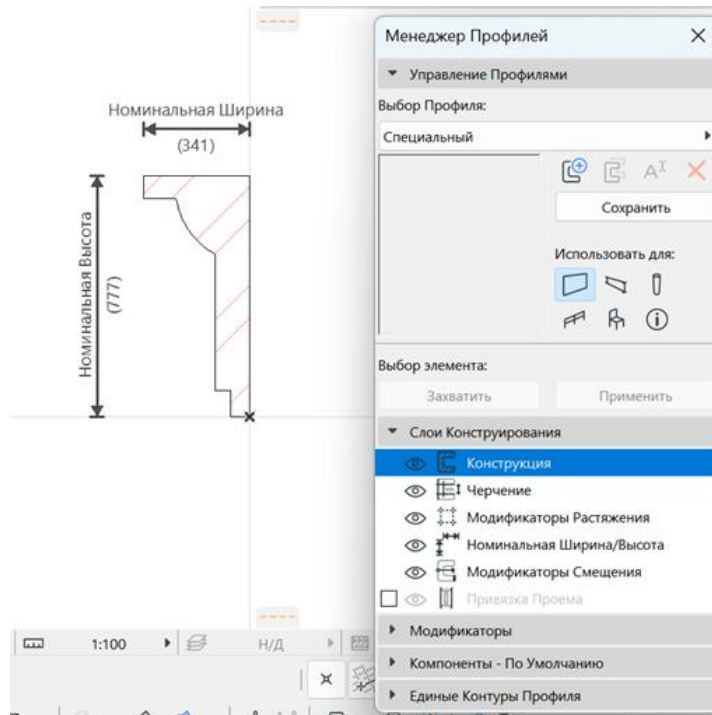 Номинальная Ширина
(341)
Номинальная Высота
(777)
1:100
Н/Д
Менеджер Профилей
Управление Профилями
Выбор Профиля:
Специальный
Сохранить
Использовать для:
Выбор элемента:
Захватить
Применить
Слои Конструирования
Конструкция
Черчение
Модификаторы Растяжения
Номинальная Ширина/Высота
Модификаторы Смещения
Привязка Проема
Модификаторы
Компоненты - По Умолчанию
Единые Контуры Профиля